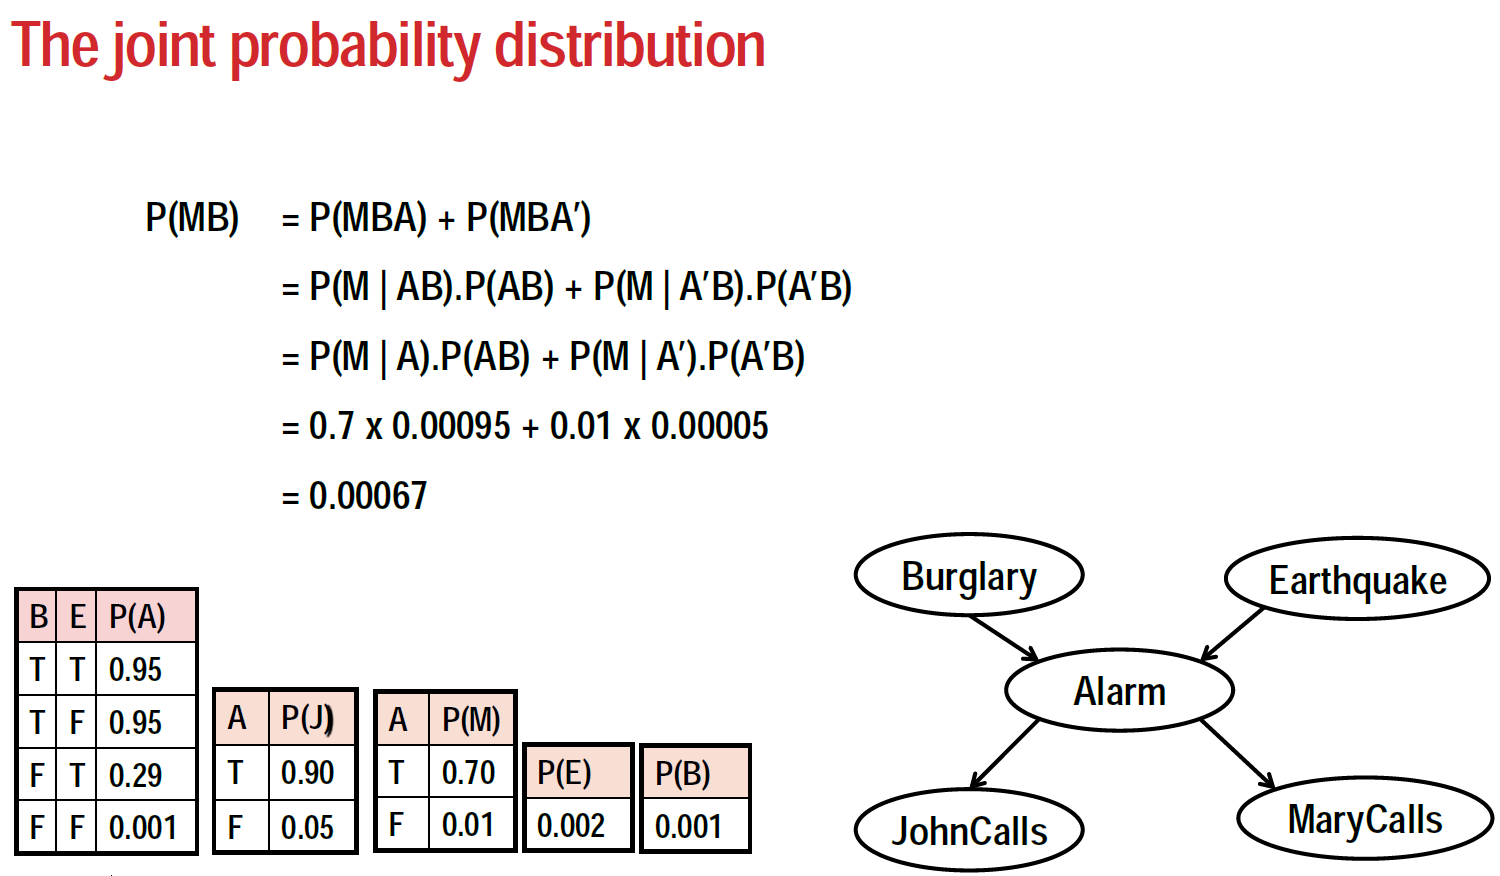 The joint probability distribution
P(MB) = P(MBA) + P(MBA′)
= P(M | AB).P(AB) + P(M | A′B).P(A′B)
= P(M | A).P(AB) + P(M | A′).P(A′B)
= 0.7 x 0.00095 + 0.01 x 0.00005
= 0.00067
B E P(A)
T T 0.95
T F 0.95
F T 0.29
F F 0.001
A P(J)
T 0.90
F 0.05
A P(M)
T 0.70
F 0.01
P(E)
0.002
P(B)
0.001
Burglary
Earthquake
Alarm
JohnCalls
MaryCalls